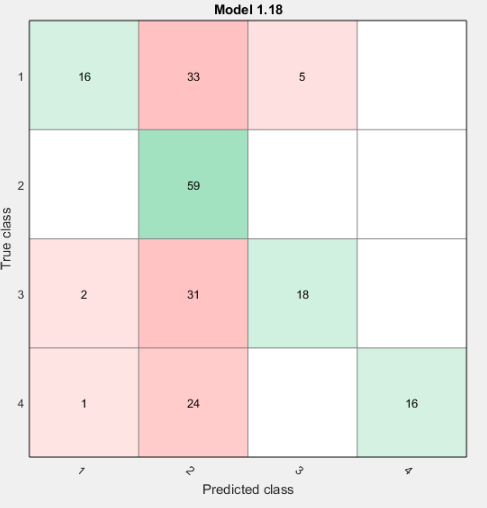 Model 1.18
1 16 33 5
2 59
3 2 31 18
4 1 24 16
1 2 3 4
True class
Predicted class